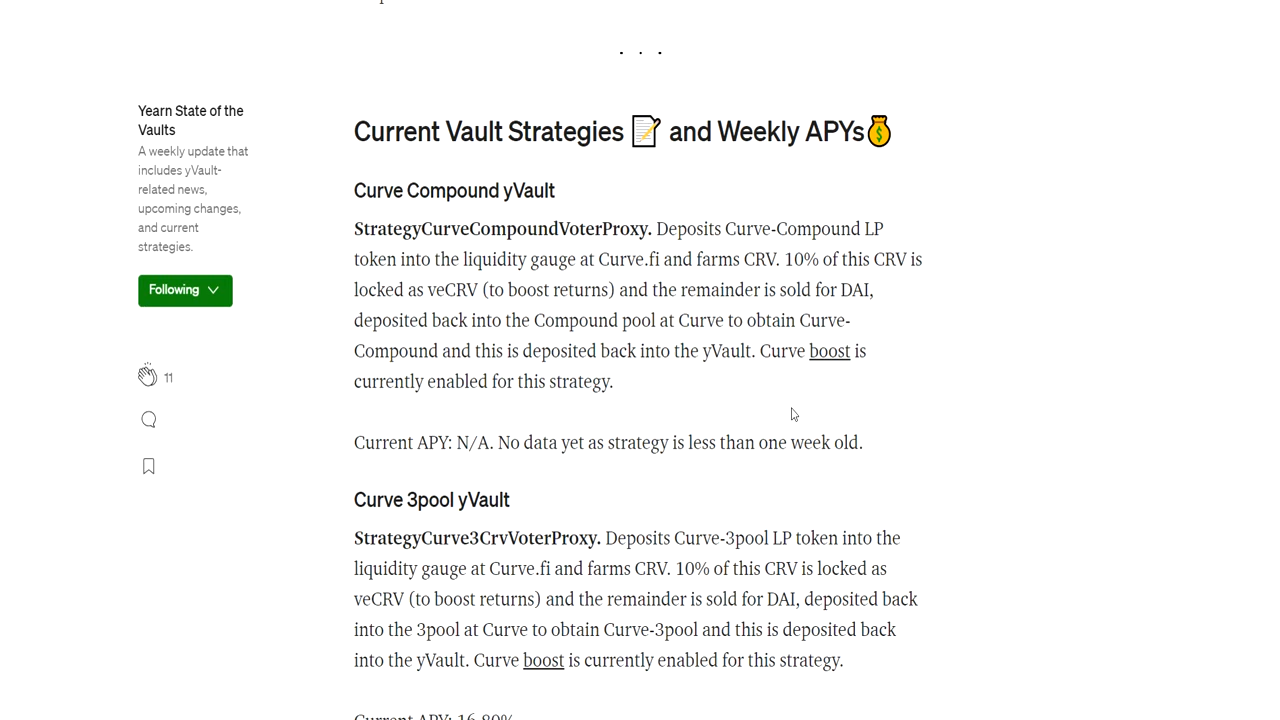 Yearn State of the
Vaults
A weekly update that
includes yVault-
related news,
upcoming changes,
and current
strategies.
Following
11
Current Vault Strategies 📝 and Weekly APYs💰
Curve Compound yVault
StrategyCurveCompoundVoterProxy. Deposits Curve-Compound LP
token into the liquidity gauge at Curve.fi and farms CRV. 10% of this CRV is
locked as veCRV (to boost returns) and the remainder is sold for DAI,
deposited back into the Compound pool at Curve to obtain Curve-
Compound and this is deposited back into the yVault. Curve boost is
currently enabled for this strategy.
Current APY: N/A. No data yet as strategy is less than one week old.
Curve 3pool yVault
StrategyCurve3CrvVoterProxy. Deposits Curve-3pool LP token into the
liquidity gauge at Curve.fi and farms CRV. 10% of this CRV is locked as
veCRV (to boost returns) and the remainder is sold for DAI, deposited back
into the 3pool at Curve to obtain Curve-3pool and this is deposited back
into the yVault. Curve boost is currently enabled for this strategy.
Current APY: 16.80%